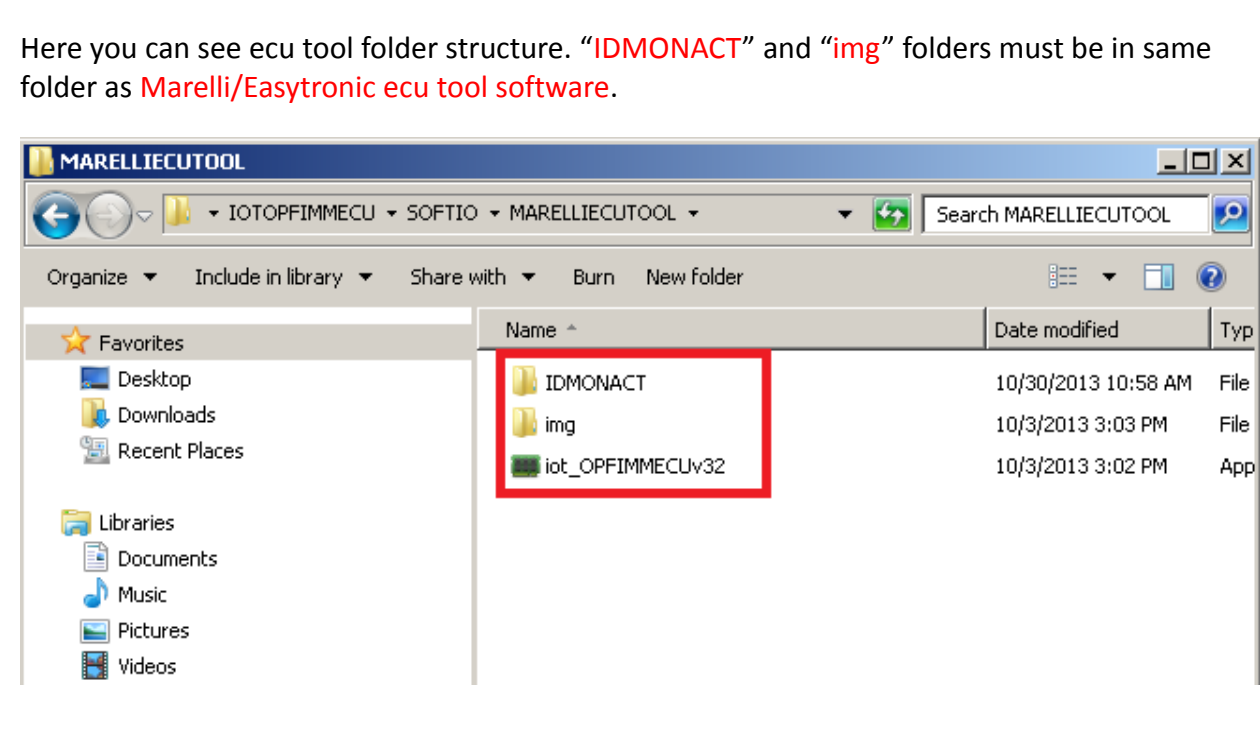 Here you can see ecu tool folder structure. “IDMONACT” and “img” folders must be in same
folder as Marelli/Easytronic ecu tool software.
MARELLIECUTOOL
IOTOPFIMMECU SOFTIO MARELLIECUTOOL Search MARELLIECUTOOL
Organize Include in library Share with Burn New folder
Name Date modified Typ
Favorites
Desktop
Downloads
Recent Places
Libraries
Documents
Music
Pictures
Videos
IDMONACT 10/30/2013 10:58 AM File
img 10/3/2013 3:03 PM File
iot_OPFIMMECUv32 10/3/2013 3:02 PM App